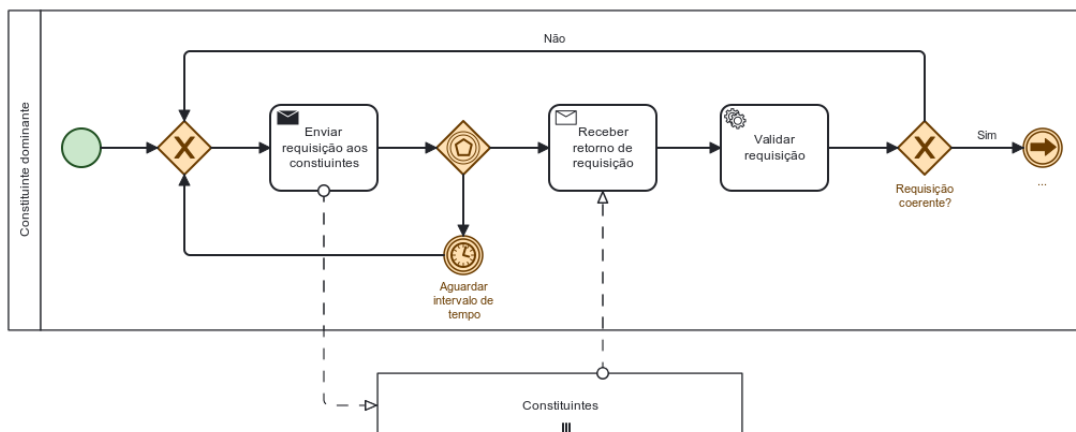 Constituinte dominante
Não
Enviar
requisição aos
constiuintes
Receber
retorno de
requisição
Validar
requisição
Sim
Requisição
coerente?
...
Aguardar
intervalo de
tempo
Constituintes